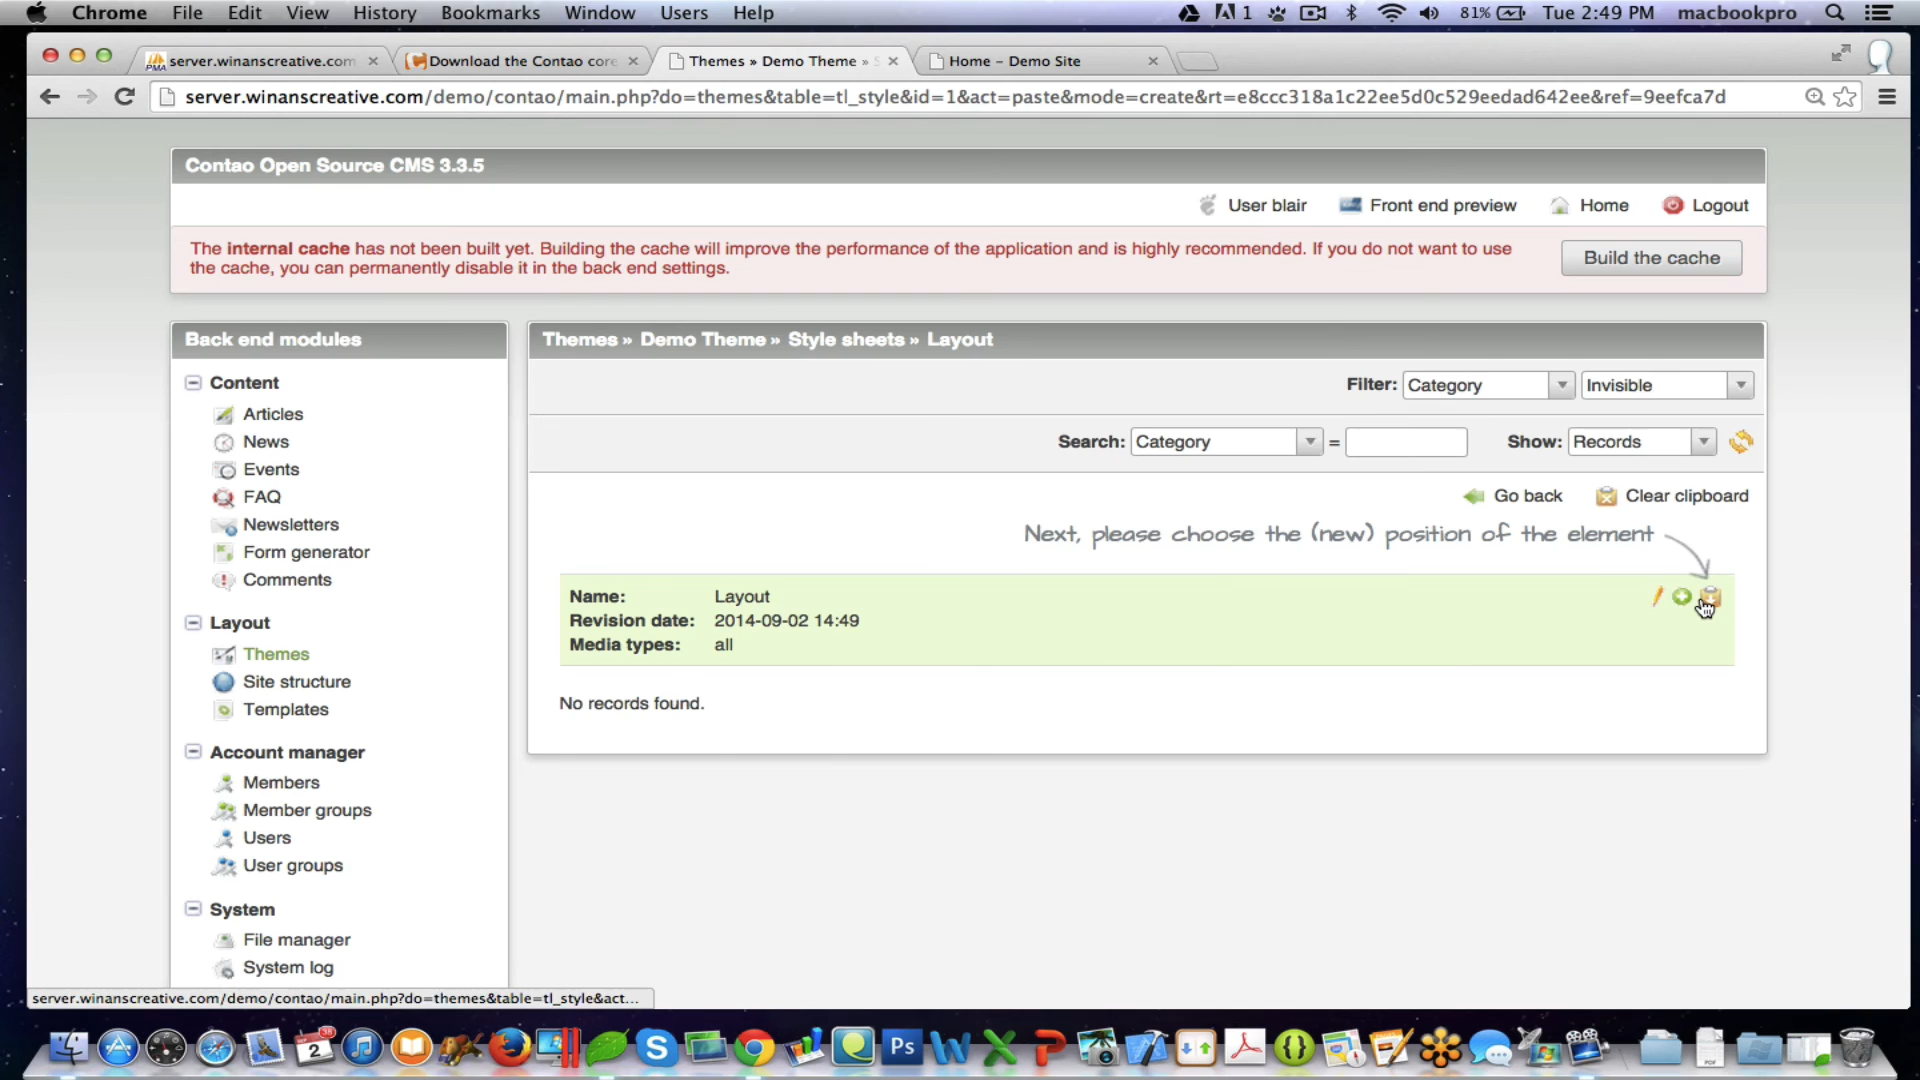 Chrome File Edit View History Bookmarks Window Users Help
1 81% Tue 2:49 PM macbookpro
server.winanscreative.com
Download the Contao core
Themes » Demo Theme »
Home – Demo Site
server.winanscreative.com/demo/contao/main.php?do=themes&table=tl_style&id=1&act=paste&mode=create&rt=e8ccc318a1c22ee5d0c529eedad642ee&ref=9eefca7d
Contao Open Source CMS 3.3.5
User blair Front end preview Home Logout
The internal cache has not been built yet. Building the cache will improve the performance of the application and is highly recommended. If you do not want to use
the cache, you can permanently disable it in the back end settings.
Build the cache
Back end modules
Content
Articles
News
Events
FAQ
Newsletters
Form generator
Comments
Layout
Themes
Site structure
Templates
Account manager
Members
Member groups
Users
User groups
System
File manager
System log
Themes » Demo Theme » Style sheets » Layout
Filter: Category Invisible
Search: Category = Show: Records
Go back Clear clipboard
Next, please choose the (new) position of the element
Name: Layout
Revision date: 2014-09-02 14:49
Media types: all
No records found.
server.winanscreative.com/demo/contao/main.php?do=themes&table=tl_style&act...
38
2
Ps
PDF